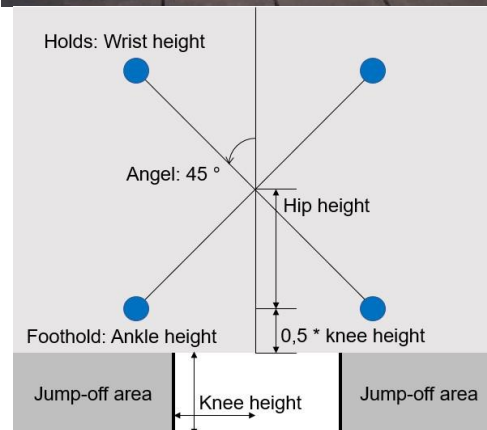 Holds: Wrist height
Angel: 45 °
Hip height
Foothold: Ankle height
0,5 * knee height
Jump-off area
Knee height
Jump-off area